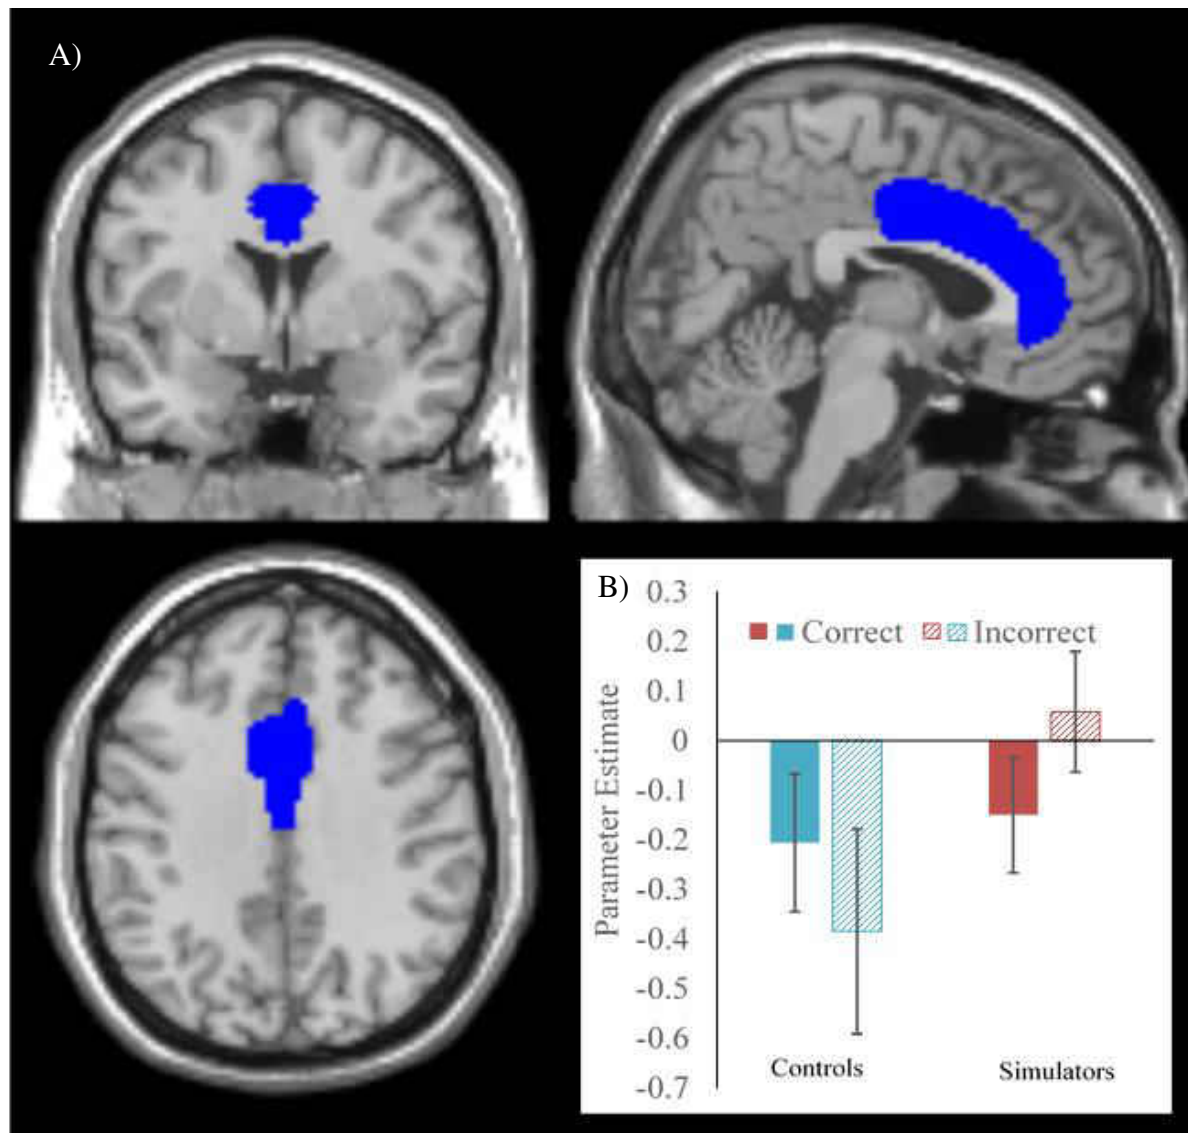 A)
B)
0.3
0.2
0.1
0
-0.1
-0.2
-0.3
-0.4
-0.5
-0.6
-0.7
Parameter Estimate
Correct Incorrect
Controls Simulators